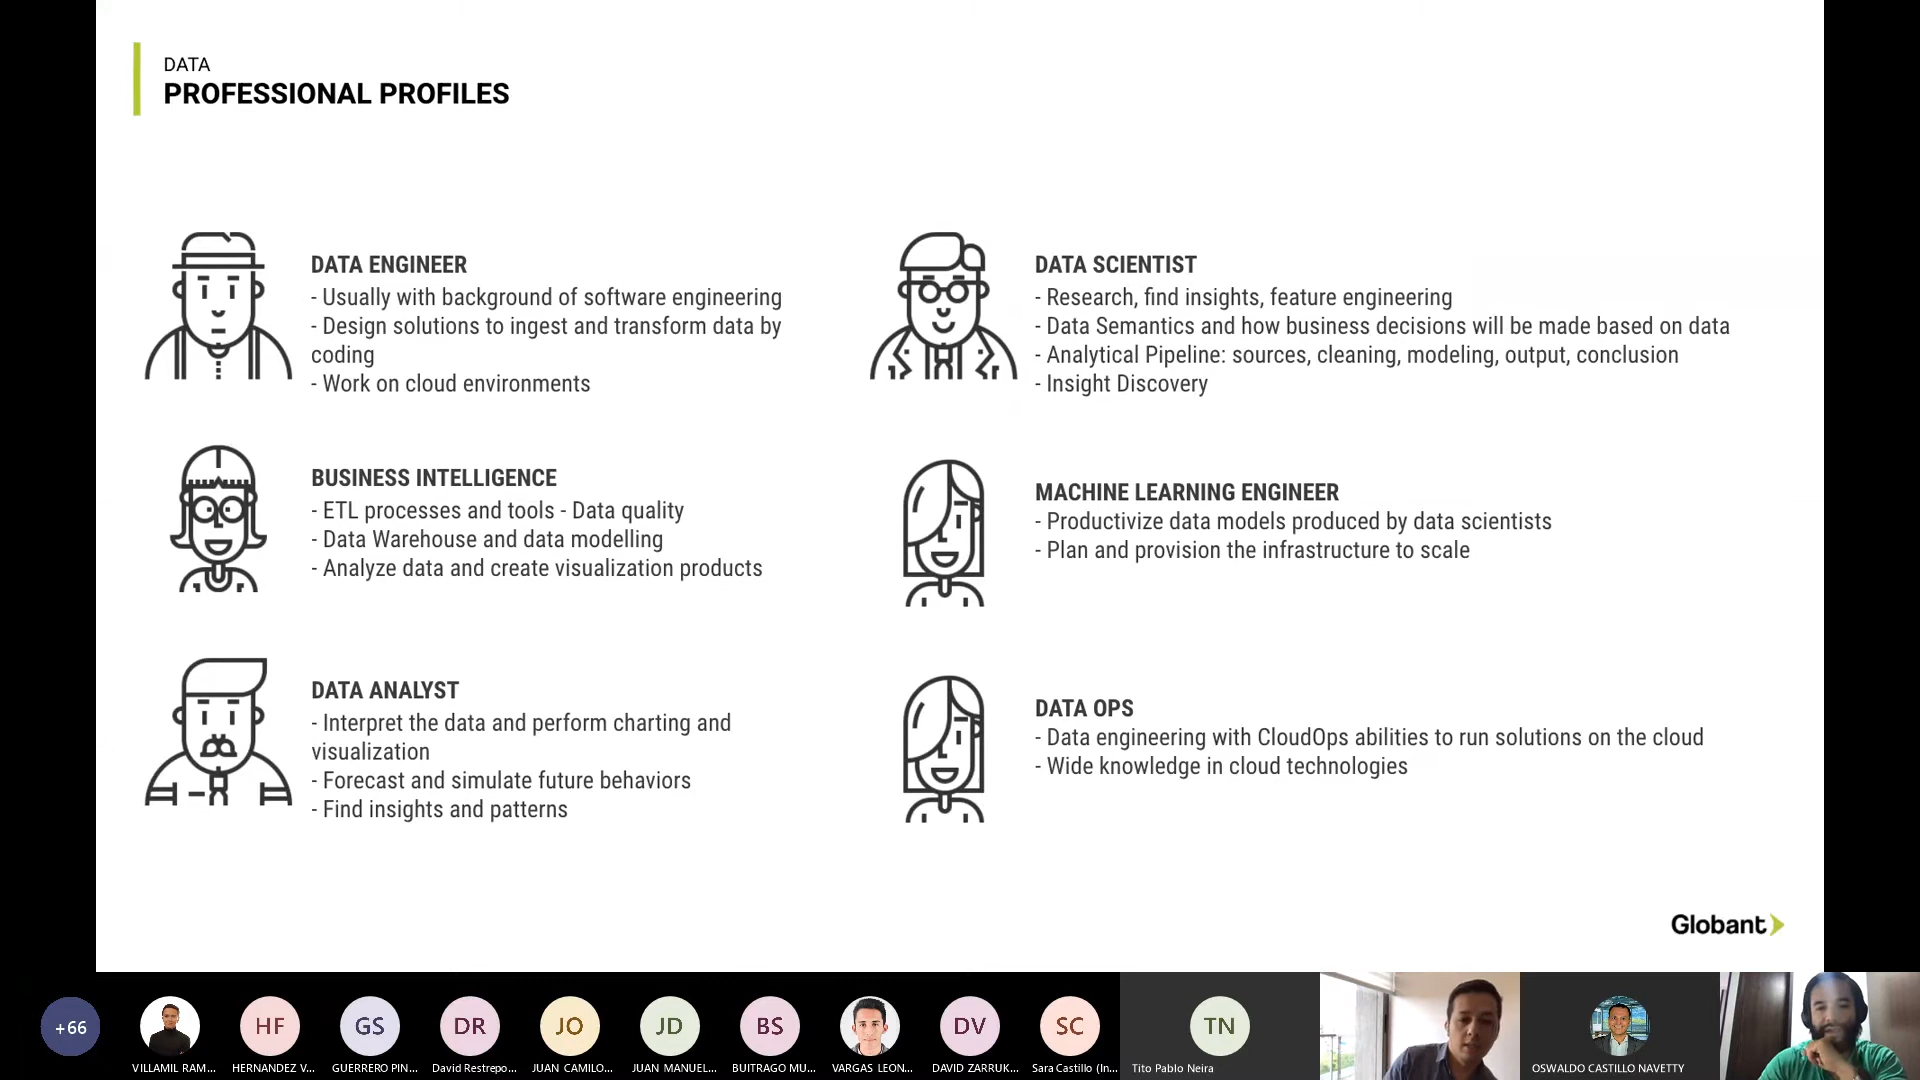 DATA
PROFESSIONAL PROFILES
DATA ENGINEER
- Usually with background of software engineering
- Design solutions to ingest and transform data by
coding
- Work on cloud environments
DATA SCIENTIST
- Research, find insights, feature engineering
- Data Semantics and how business decisions will be made based on data
- Analytical Pipeline: sources, cleaning, modeling, output, conclusion
- Insight Discovery
BUSINESS INTELLIGENCE
- ETL processes and tools - Data quality
- Data Warehouse and data modelling
- Analyze data and create visualization products
MACHINE LEARNING ENGINEER
- Productivize data models produced by data scientists
- Plan and provision the infrastructure to scale
DATA ANALYST
- Interpret the data and perform charting and
visualization
- Forecast and simulate future behaviors
- Find insights and patterns
DATA OPS
- Data engineering with CloudOps abilities to run solutions on the cloud
- Wide knowledge in cloud technologies
Globant
+66
HF
GS
DR
JO
JD
BS
DV
SC
TN
VILLAMIL RAM...
HERNANDEZ V...
GUERRERO PIN...
David Restrepo...
JUAN CAMILO...
JUAN MANUEL...
BUITRAGO MU...
VARGAS LEON...
DAVID ZARRUK...
Sara Castillo (In...
Tito Pablo Neira
OSWALDO CASTILLO NAVETTY